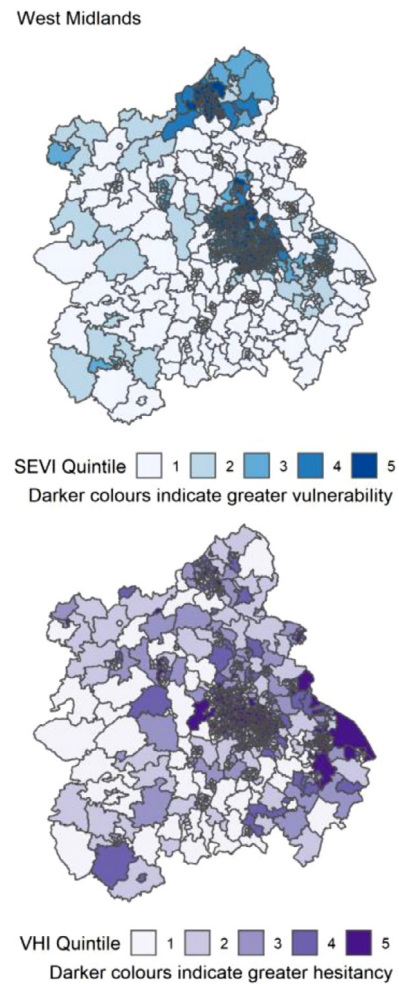 West Midlands
SEVI Quintile 1 2 3 4 5
Darker colours indicate greater vulnerability
VHI Quintile 1 2 3 4 5
Darker colours indicate greater hesitancy